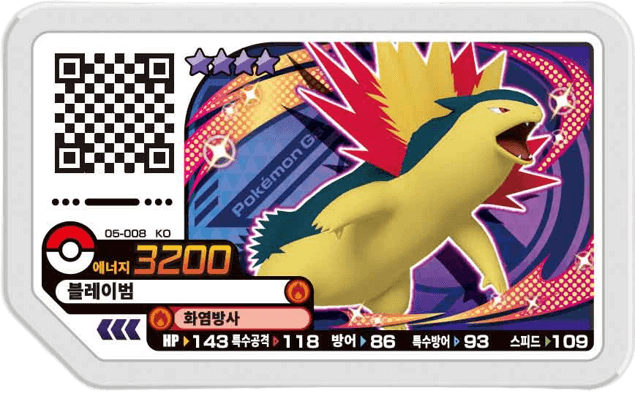 Pokémon G
05-008 KO
에너지 3200
블레이범
화염방사
HP 143 특수공격 118 방어 86 특수방어 93 스피드 109